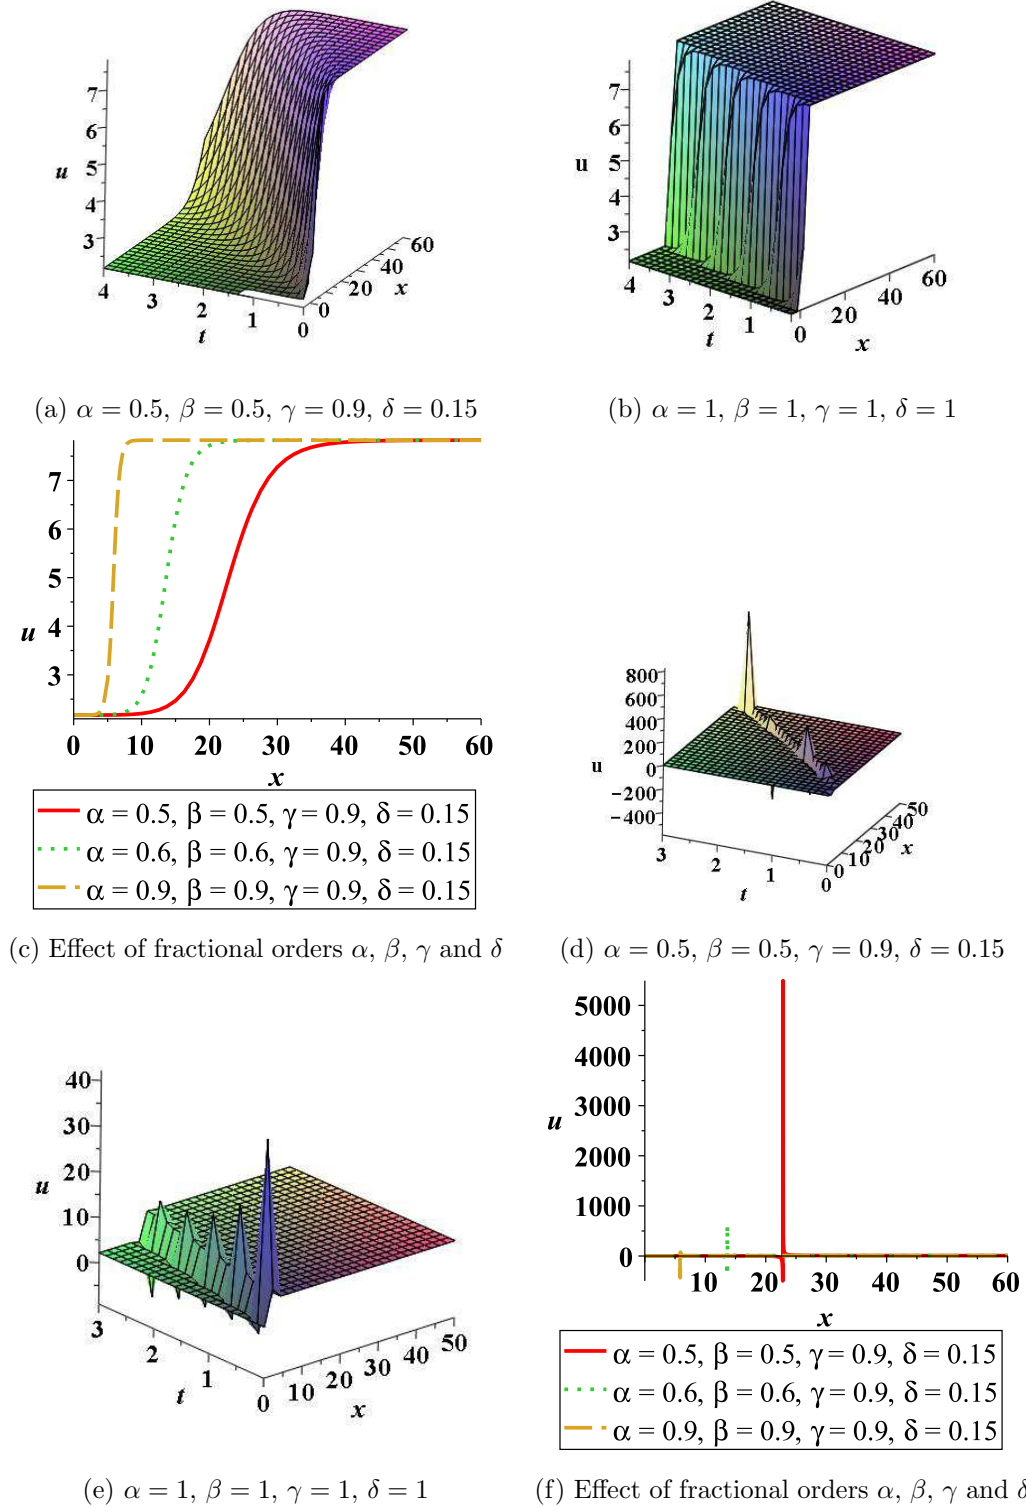 7
6
u 5
4
3
4
3
2
1
0
t
0
20
40
60
x
(a) α = 0.5, β = 0.5, γ = 0.9, δ = 0.15
7
6
u 5
4
3
4
3
2
1
0
t
20
40
60
x
(b) α = 1, β = 1, γ = 1, δ = 1
7
6
5
u 4
3
0 10 20 30 40 50 60
x
α = 0.5, β = 0.5, γ = 0.9, δ = 0.15
α = 0.6, β = 0.6, γ = 0.9, δ = 0.15
α = 0.9, β = 0.9, γ = 0.9, δ = 0.15
(c) Effect of fractional orders α, β, γ and δ
800
600
400
200
u 0
−200
−400
3
2
1
0
t
0
10
20
30
40
50
x
(d) α = 0.5, β = 0.5, γ = 0.9, δ = 0.15
40
30
20
u
10
0
3
2
1
0
t
10
20
30
40
50
x
(e) α = 1, β = 1, γ = 1, δ = 1
5000
4000
3000
u
2000
1000
0
10 20 30 40 50 60
x
α = 0.5, β = 0.5, γ = 0.9, δ = 0.15
α = 0.6, β = 0.6, γ = 0.9, δ = 0.15
α = 0.9, β = 0.9, γ = 0.9, δ = 0.15
(f) Effect of fractional orders α, β, γ and δ